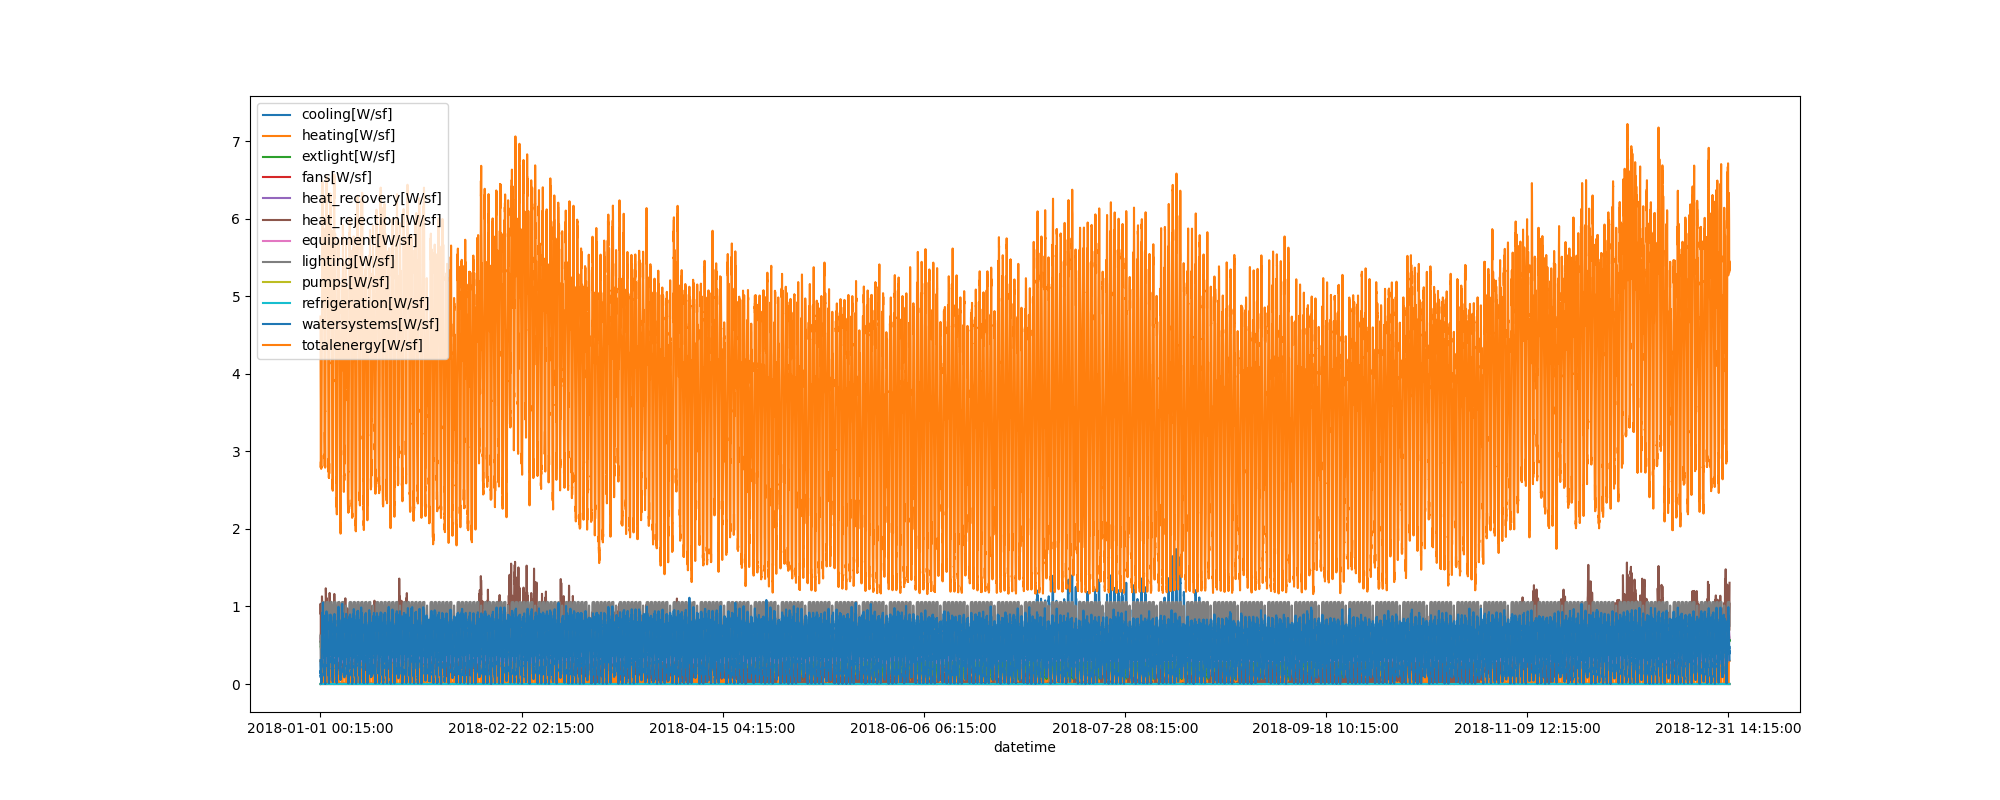 cooling[W/sf]
heating[W/sf]
extlight[W/sf]
fans[W/sf]
heat_recovery[W/sf]
heat_rejection[W/sf]
equipment[W/sf]
lighting[W/sf]
pumps[W/sf]
refrigeration[W/sf]
watersystems[W/sf]
totalenergy[W/sf]
7
6
5
4
3
2
1
0
2018-01-01 00:15:00 2018-02-22 02:15:00 2018-04-15 04:15:00 2018-06-06 06:15:00 2018-07-28 08:15:00 2018-09-18 10:15:00 2018-11-09 12:15:00 2018-12-31 14:15:00
datetime